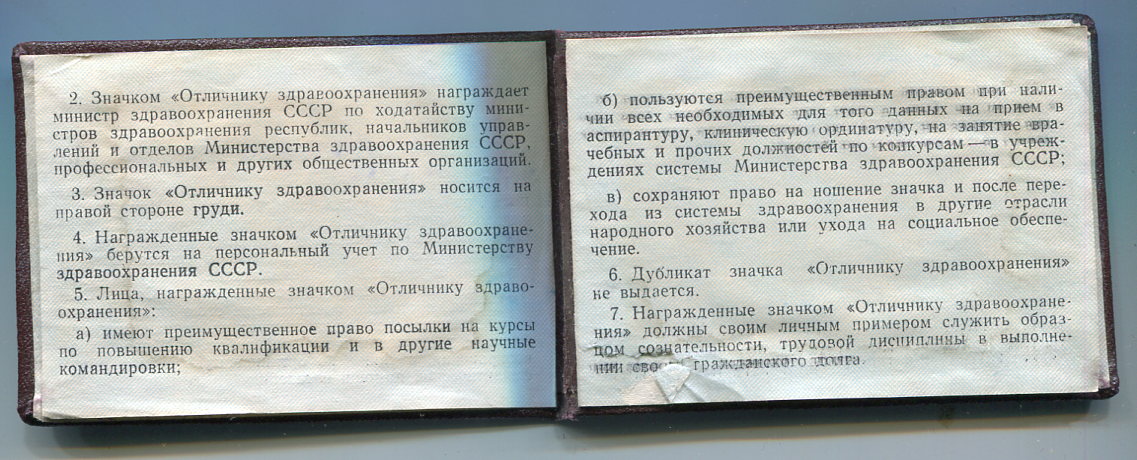 2. Значком «Отличнику здравоохранения» награждает
министр здравоохранения СССР по ходатайству мини-
стров здравоохранения республик, начальников управ-
лений и отделов Министерства здравоохранения СССР,
профессиональных и других общественных организаций.
3. Значок «Отличнику здравоохранения» носится на
правой стороне груди.
4. Награжденные значком «Отличнику здравоохране-
ния» берутся на персональный учет по Министерству
здравоохранения СССР.
5. Лица, награжденные значком «Отличнику здраво-
охранения»:
а) имеют преимущественное право посылки на курсы
по повышению квалификации и в другие научные
командировки;
б) пользуются преимущественным правом при нали-
чии всех необходимых для того данных на прием в
аспирантуру, клиническую ординатуру, на занятие вра-
чебных и прочих должностей по конкурсам — в учреж-
дениях системы Министерства здравоохранения СССР;
в) сохраняют право на ношение значка и после пере-
хода из системы здравоохранения в другие отрасли
народного хозяйства или ухода на социальное обеспе-
чение.
6. Дубликат значка «Отличнику здравоохранения»
не выдается.
7. Награжденные значком «Отличнику здравоохране-
ния» должны своим личным примером служить образ-
цом сознательности, трудовой дисциплины в выполне-
нии своего гражданского долга.